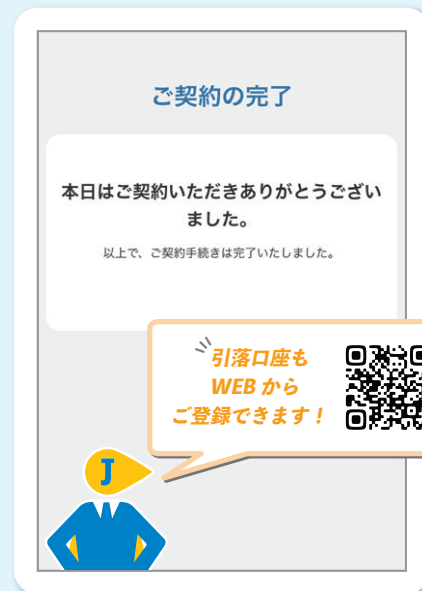 ご契約の完了
本日はご契約いただきありがとうござい
ました。
以上で、ご契約手続きは完了いたしました。
引落口座も
WEB から
ご登録できます！
J